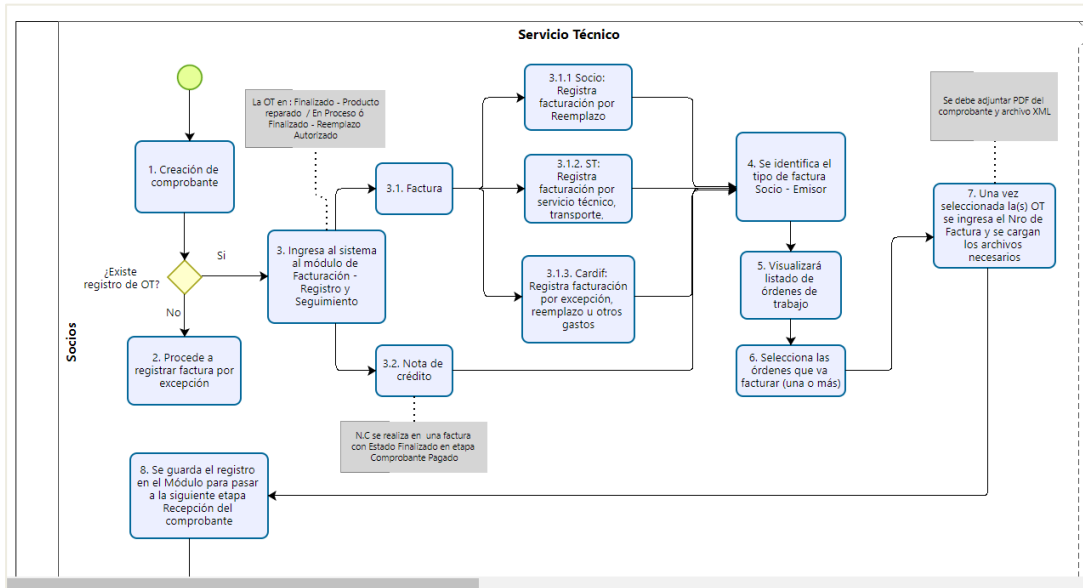 Servicio Técnico
Socios
1. Creación de
comprobante
¿Existe
registro de OT?
Si
No
2. Procede a
registrar factura por
excepción
La OT en : Finalizado - Producto
reparado / En Proceso ó
Finalizado - Reemplazo
Autorizado
3. Ingresa al sistema
al módulo de
Facturación -
Registro y
Seguimiento
3.1. Factura
3.2. Nota de
crédito
N.C se realiza en una factura
con Estado Finalizado en etapa
Comprobante Pagado
3.1.1 Socio:
Registra
facturación por
Reemplazo
3.1.2. ST:
Registra
facturación por
servicio técnico,
transporte,
3.1.3. Cardif:
Registra facturación
por excepción,
reemplazo u otros
gastos
4. Se identifica el
tipo de factura
Socio - Emisor
5. Visualizará
listado de
órdenes de
trabajo
6. Selecciona las
órdenes que va
facturar (una o más)
Se debe adjuntar PDF del
comprobante y archivo XML
7. Una vez
seleccionada la(s) OT
se ingresa el Nro de
Factura y se cargan
los archivos
necesarios
8. Se guarda el registro
en el Módulo para pasar
a la siguiente etapa
Recepción del
comprobante